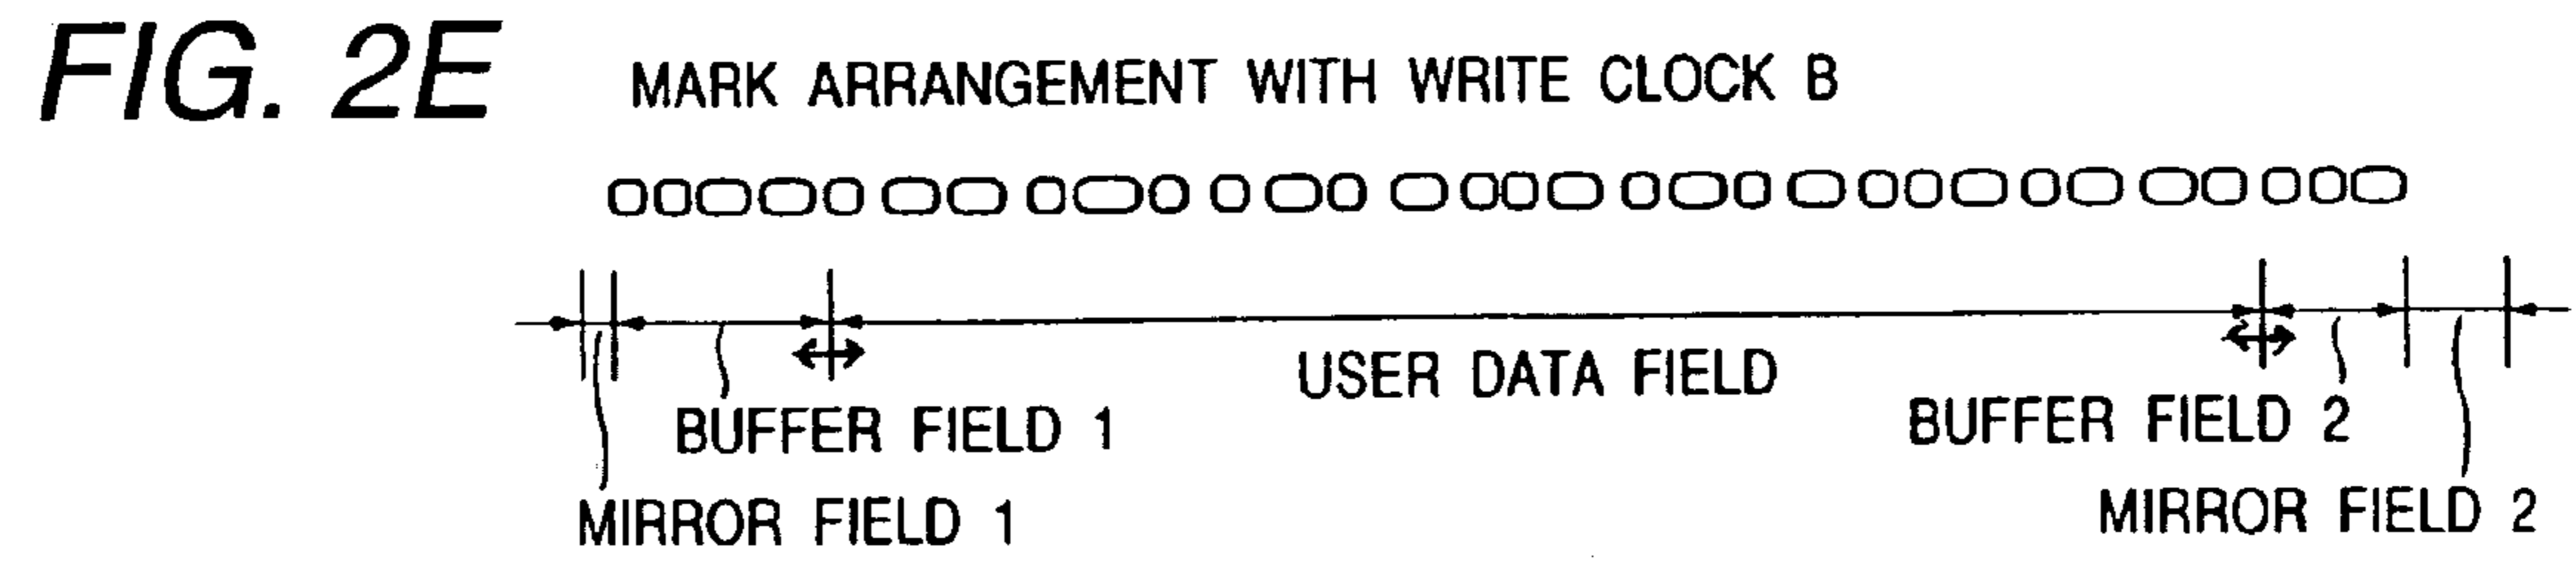 FIG. 2E
MARK ARRANGEMENT WITH WRITE CLOCK B
USER DATA FIELD
BUFFER FIELD 1
BUFFER FIELD 2
MIRROR FIELD 1
MIRROR FIELD 2